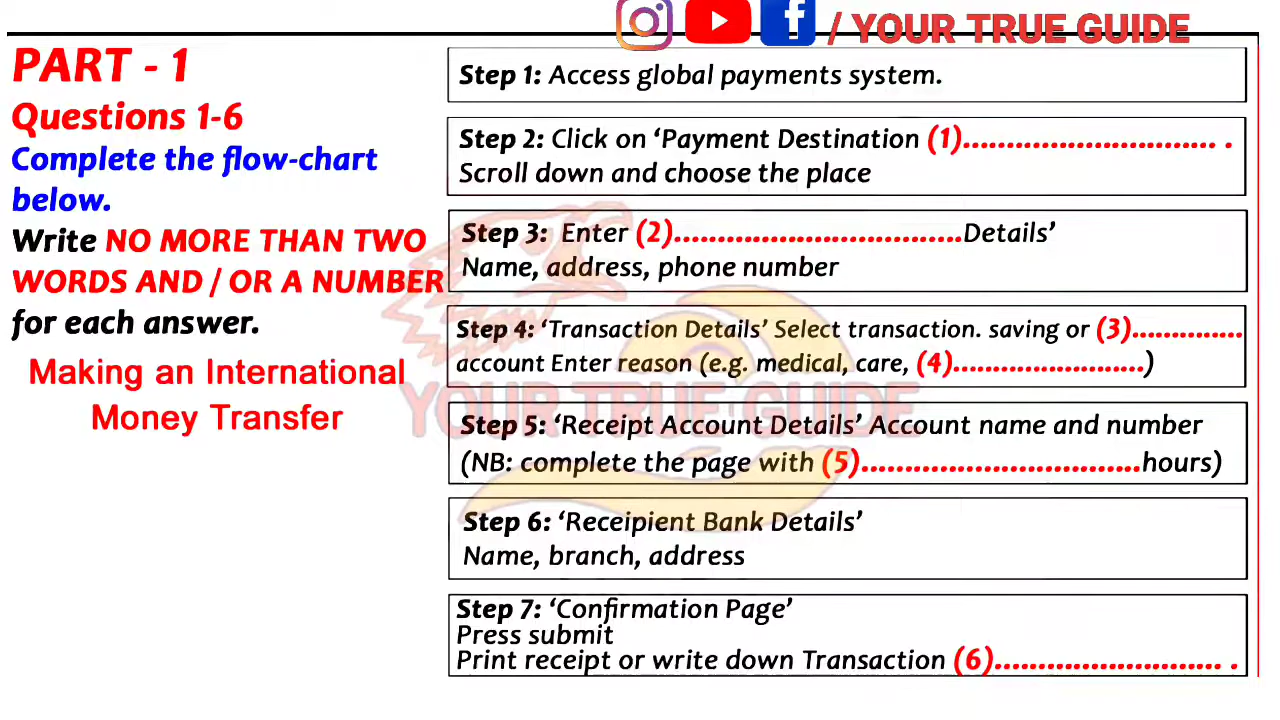 / YOUR TRUE GUIDE
PART - 1
Questions 1-6
Complete the flow-chart
below.
Write NO MORE THAN TWO
WORDS AND / OR A NUMBER
for each answer.
Making an International
Money Transfer
Step 1: Access global payments system.
Step 2: Click on ‘Payment Destination (1)............................. .
Scroll down and choose the place
Step 3: Enter (2).................................Details’
Name, address, phone number
Step 4: ‘Transaction Details’ Select transaction. saving or (3)..............
account Enter reason (e.g. medical, care, (4)........................)
Step 5: ‘Receipt Account Details’ Account name and number
(NB: complete the page with (5)................................hours)
Step 6: ‘Receipient Bank Details’
Name, branch, address
Step 7: ‘Confirmation Page’
Press submit
Print receipt or write down Transaction (6).......................... .
YOUR TRUE GUIDE